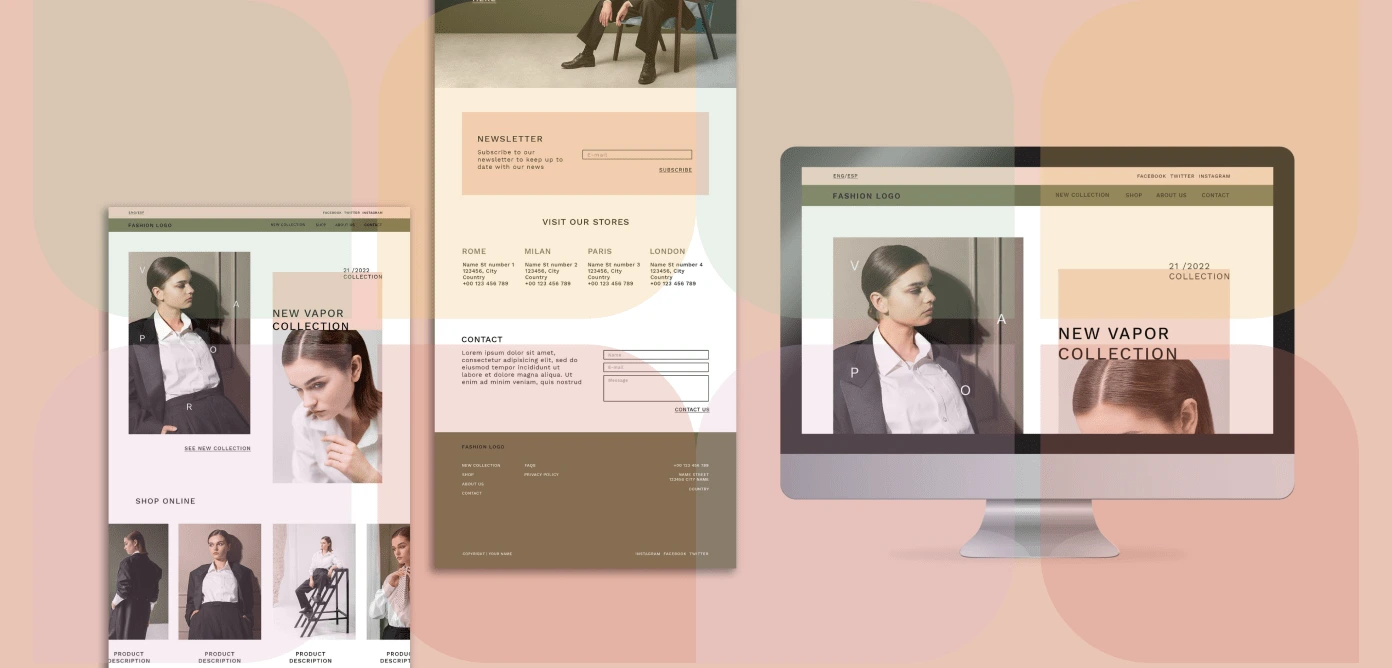 ENG/ESP
FACEBOOK TWITTER INSTAGRAM
FASHION LOGO
NEW COLLECTION SHOP ABOUT US CONTACT
V
A
P
O
R
21 /2022
COLLECTION
NEW VAPOR
COLLECTION
SEE NEW COLLECTION
SHOP ONLINE
PRODUCT
DESCRIPTION
PRODUCT
DESCRIPTION
PRODUCT
DESCRIPTION
PRODUCT
DESCRIPT
HERE
NEWSLETTER
Subscribe to our
newsletter to keep up to
date with our news
E-mail
SUBSCRIBE
VISIT OUR STORES
ROME
Name St number 1
123456, City
Country
+00 123 456 789
MILAN
Name St number 2
123456, City
Country
+00 123 456 789
PARIS
Name St number 3
123456, City
Country
+00 123 456 789
LONDON
Name St number 4
123456, City
Country
+00 123 456 789
CONTACT
Lorem ipsum dolor sit amet,
consectetur adipisicing elit, sed do
eiusmod tempor incididunt ut
labore et dolore magna aliqua. Ut
enim ad minim veniam, quis nostrud
Name
E-mail
Message
CONTACT US
FASHION LOGO
NEW COLLECTION
SHOP
ABOUT US
CONTACT
FAQS
PRIVACY POLICY
+00 123 456 789
NAME STREET
123456 CITY NAME
COUNTRY
COPYRIGHT | YOUR NAME
INSTAGRAM FACEBOOK TWITTER
ENG/ESP
FACEBOOK TWITTER INSTAGRAM
FASHION LOGO
NEW COLLECTION SHOP ABOUT US CONTACT
V
A
P
O
21 /2022
COLLECTION
NEW VAPOR
COLLECTION